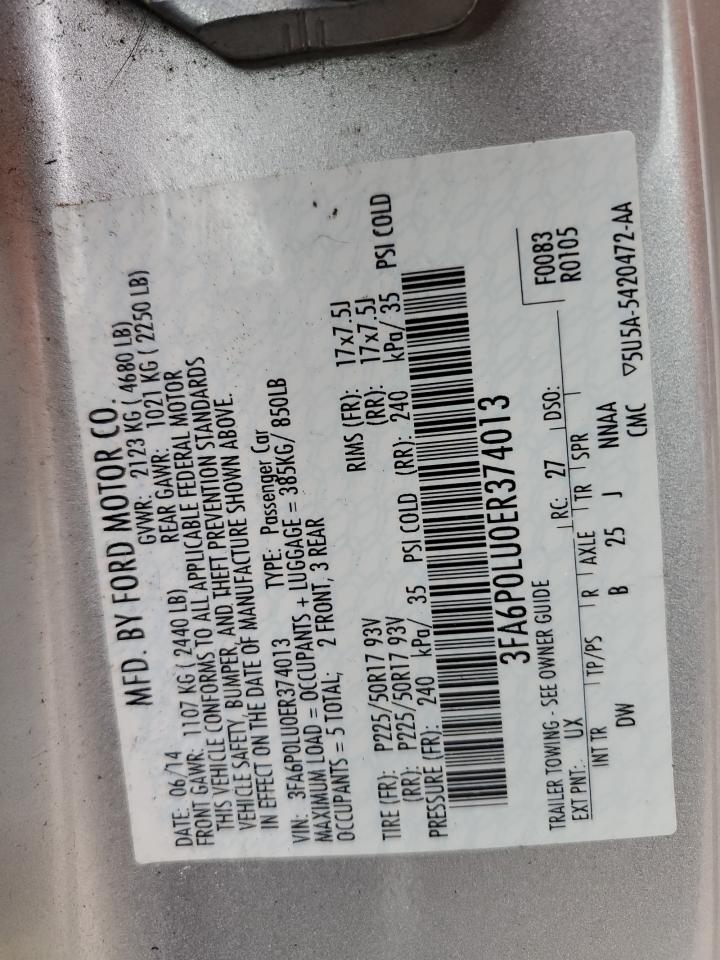 MFD. BY FORD MOTOR CO.
DATE: 06/14 GVWR: 2123 KG ( 4680 LB)
FRONT GAWR: 1107 KG ( 2440 LB) REAR GAWR: 1021 KG ( 2250 LB)
THIS VEHICLE CONFORMS TO ALL APPLICABLE FEDERAL MOTOR
VEHICLE SAFETY, BUMPER, AND THEFT PREVENTION STANDARDS
IN EFFECT ON THE DATE OF MANUFACTURE SHOWN ABOVE.
VIN: 3FA6P0LU0ER374013 TYPE: Passenger Car
MAXIMUM LOAD = OCCUPANTS + LUGGAGE = 385KG/ 850LB
OCCUPANTS = 5 TOTAL; 2 FRONT, 3 REAR
TIRE (FR): P225/50R17 93V RIMS (FR): 17x7.5J
(RR): P225/50R17 93V (RR): 17x7.5J
PRESSURE (FR): 240 kPa/ 35 PSI COLD (RR): 240 kPa/ 35 PSI COLD
3FA6P0LU0ER374013
TRAILER TOWING - SEE OWNER GUIDE
F0083
R0105
EXT PNT: UX RC: 27 DSO:
INT TR TP/PS R AXLE TR SPR
DW B 25 J NNAA
CMC ▽5U5A-5420472-AA